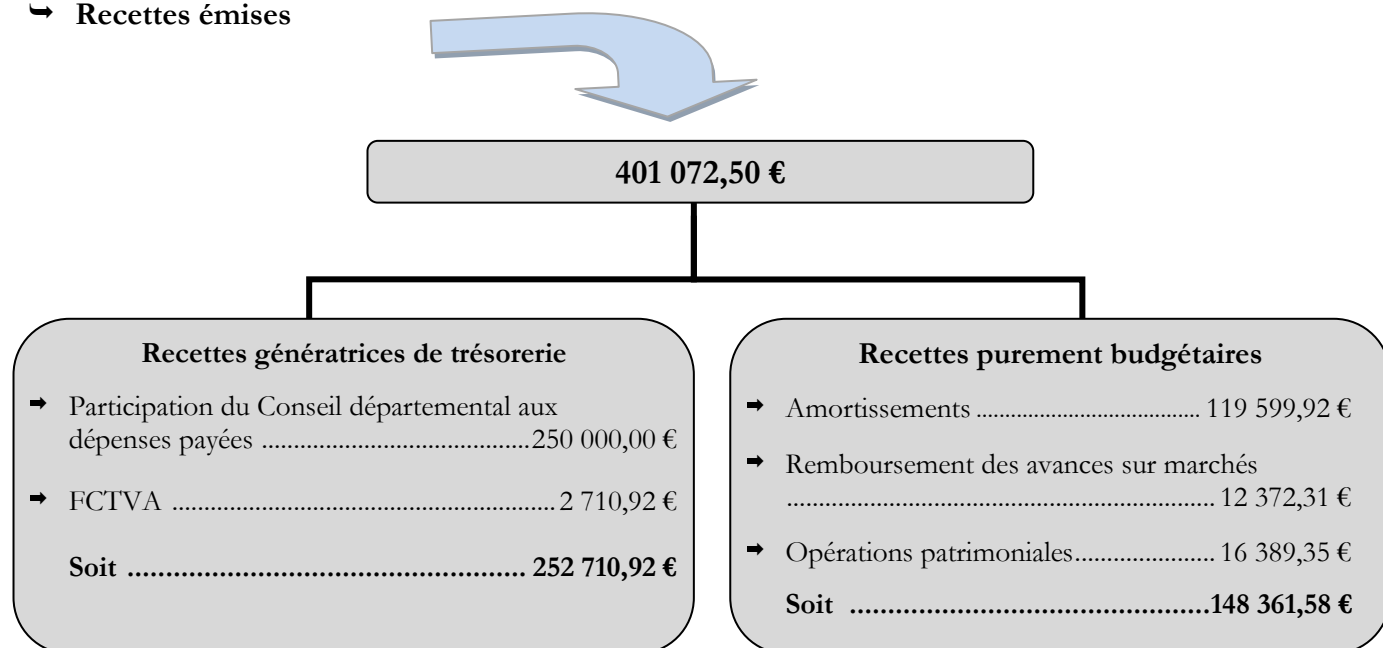 ➥ Recettes émises
401 072,50 €
Recettes génératrices de trésorerie
➡ Participation du Conseil départemental aux
dépenses payées ....................................250 000,00 €
➡ FCTVA ..................................................... 2 710,92 €
Soit .......................................... 252 710,92 €
Recettes purement budgétaires
➡ Amortissements ........................................ 119 599,92 €
➡ Remboursement des avances sur marchés
.............................................................. 12 372,31 €
➡ Opérations patrimoniales.................... 16 389,35 €
Soit .......................................148 361,58 €